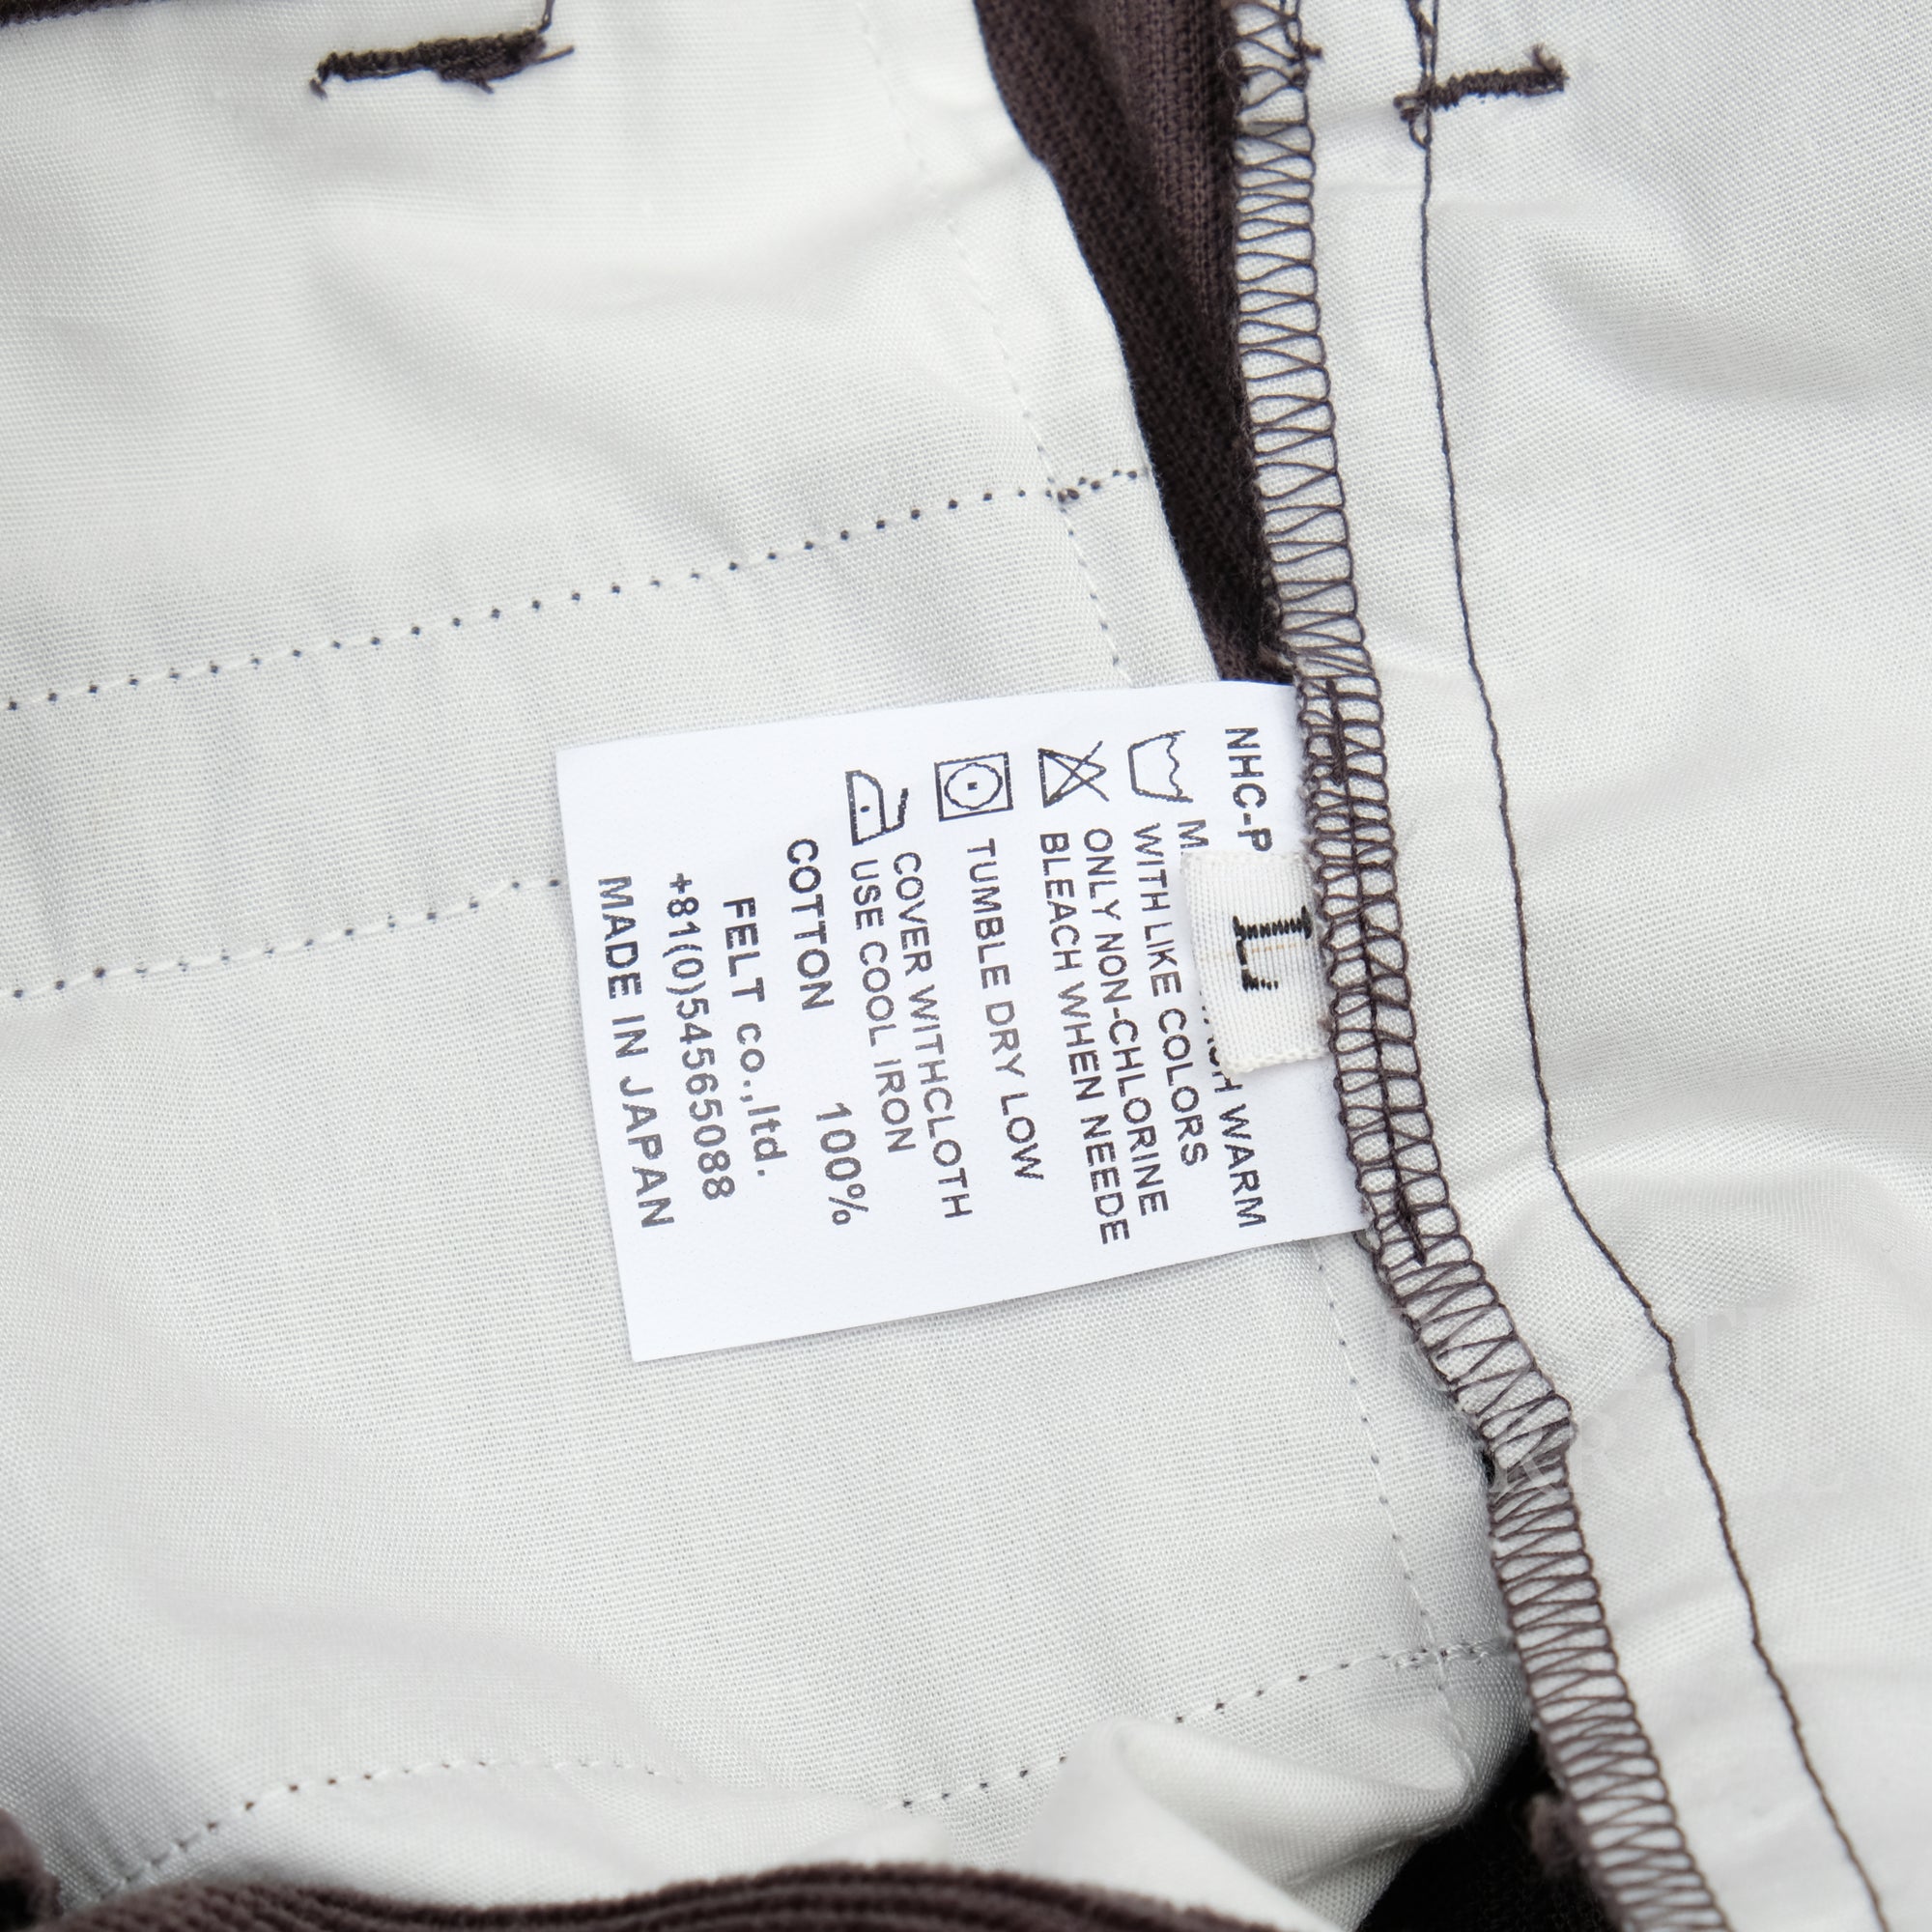 NHC-P
WASH WARM
WITH LIKE COLORS
ONLY NON-CHLORINE
BLEACH WHEN NEEDE
TUMBLE DRY LOW
COVER WITHCLOTH
USE COOL IRON
COTTON 100%
FELT co.,ltd.
+81(0)545655088
MADE IN JAPAN
L